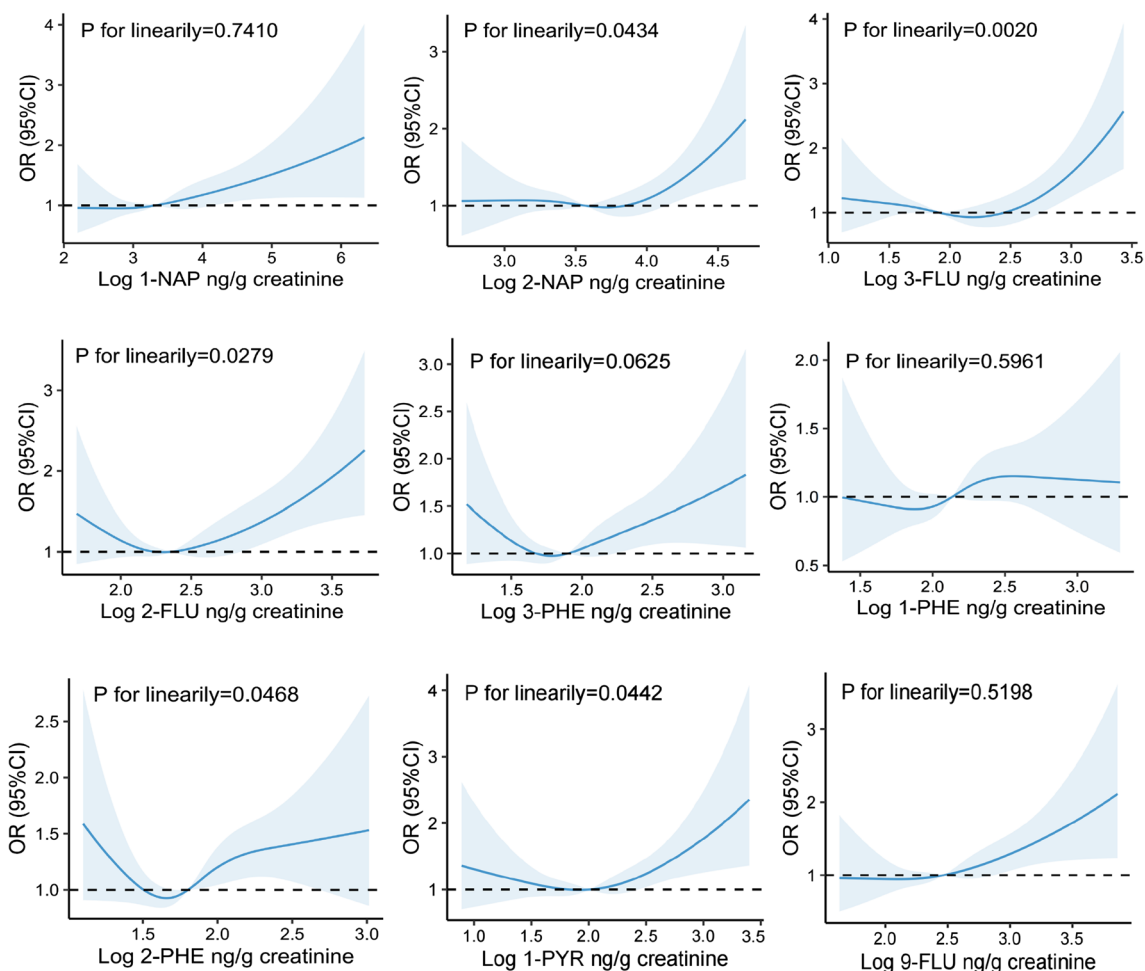 P for linearily=0.7410
OR (95%CI)
4
3
2
1
2 3 4 5 6
Log 1-NAP ng/g creatinine
P for linearily=0.0434
OR (95%CI)
3
2
1
3.0 3.5 4.0 4.5
Log 2-NAP ng/g creatinine
P for linearily=0.0020
OR (95%CI)
4
3
2
1
1.0 1.5 2.0 2.5 3.0 3.5
Log 3-FLU ng/g creatinine
P for linearily=0.0279
OR (95%CI)
3
2
1
2.0 2.5 3.0 3.5
Log 2-FLU ng/g creatinine
P for linearily=0.0625
OR (95%CI)
3.0
2.5
2.0
1.5
1.0
1.5 2.0 2.5 3.0
Log 3-PHE ng/g creatinine
P for linearily=0.5961
OR (95%CI)
2.0
1.5
1.0
0.5
1.5 2.0 2.5 3.0
Log 1-PHE ng/g creatinine
P for linearily=0.0468
OR (95%CI)
2.5
2.0
1.5
1.0
1.5 2.0 2.5 3.0
Log 2-PHE ng/g creatinine
P for linearily=0.0442
OR (95%CI)
4
3
2
1
1.0 1.5 2.0 2.5 3.0 3.5
Log 1-PYR ng/g creatinine
P for linearily=0.5198
OR (95%CI)
3
2
1
2.0 2.5 3.0 3.5
Log 9-FLU ng/g creatinine